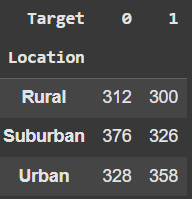 Target 0 1
Location
Rural 312 300
Suburban 376 326
Urban 328 358